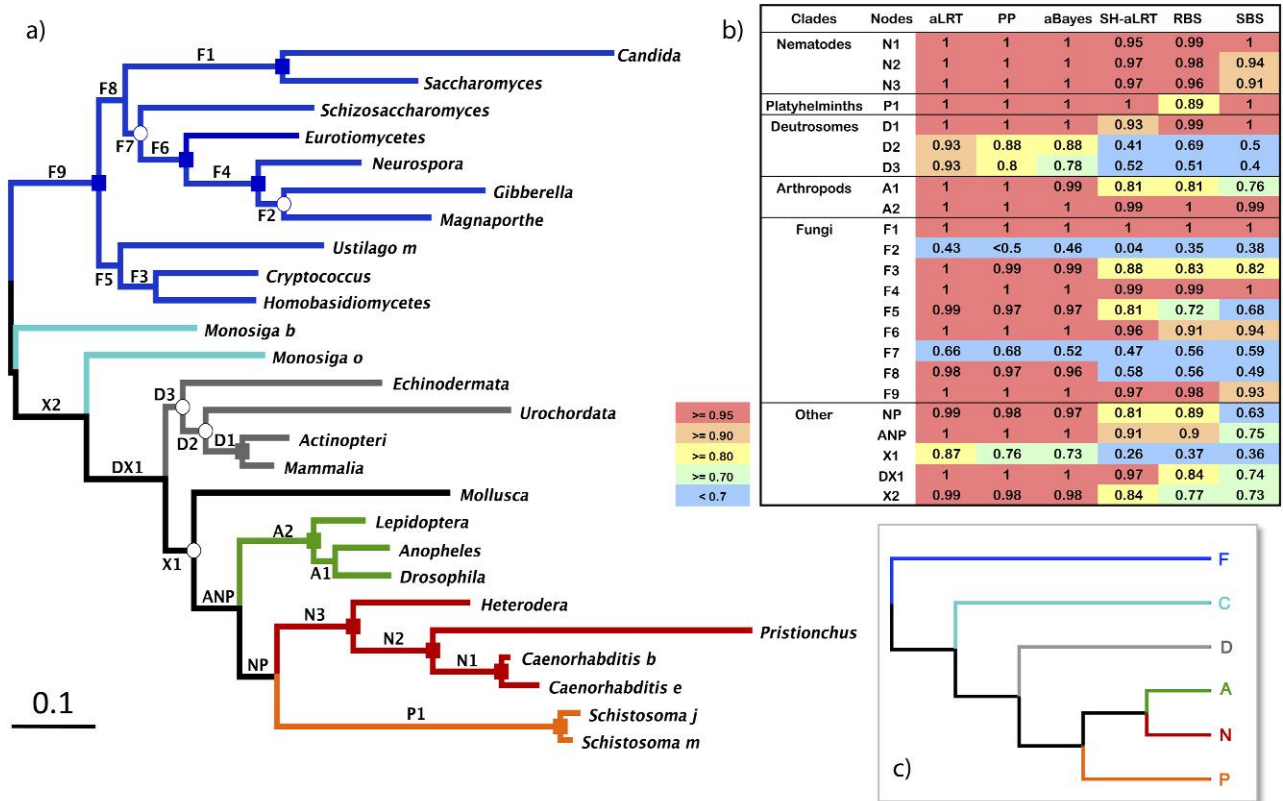 a)
F1
Candida
Saccharomyces
F8
Schizosaccharomyces
F7
F6
Eurotiomycetes
Neurospora
F9
F4
Gibberella
F2
Magnaporthe
Ustilago m
F5
F3
Cryptococcus
Homobasidiomycetes
Monosiga b
Monosiga o
X2
Echinodermata
D3
Urochordata
D2
D1
Actinopteri
Mammalia
DX1
Mollusca
X1
Lepidoptera
A2
Anopheles
A1
Drosophila
ANP
Heterodera
N3
Pristionchus
N2
Caenorhabditis b
N1
Caenorhabditis e
NP
P1
Schistosoma j
Schistosoma m
0.1
b)
Clades Nodes aLRT PP aBayes SH-aLRT RBS SBS
Nematodes N1 1 1 1 0.95 0.99 1
N2 1 1 1 0.97 0.98 0.94
N3 1 1 1 0.97 0.96 0.91
Platyhelminths P1 1 1 1 1 0.89 1
Deutrosomes D1 1 1 1 0.93 0.99 1
D2 0.93 0.88 0.88 0.41 0.69 0.5
D3 0.93 0.8 0.78 0.52 0.51 0.4
Arthropods A1 1 1 0.99 0.81 0.81 0.76
A2 1 1 1 0.99 1 0.99
Fungi F1 1 1 1 1 1 1
F2 0.43 <0.5 0.46 0.04 0.35 0.38
F3 1 0.99 0.99 0.88 0.83 0.82
F4 1 1 1 0.99 0.99 1
F5 0.99 0.97 0.97 0.81 0.72 0.68
F6 1 1 1 0.96 0.91 0.94
F7 0.66 0.68 0.52 0.47 0.56 0.59
F8 0.98 0.97 0.96 0.58 0.56 0.49
F9 1 1 1 0.97 0.98 0.93
Other NP 0.99 0.98 0.97 0.81 0.89 0.63
ANP 1 1 1 0.91 0.9 0.75
X1 0.87 0.76 0.73 0.26 0.37 0.36
DX1 1 1 1 0.97 0.84 0.74
X2 0.99 0.98 0.98 0.84 0.77 0.73
>= 0.95
>= 0.90
>= 0.80
>= 0.70
< 0.7
F
C
D
A
N
P
c)